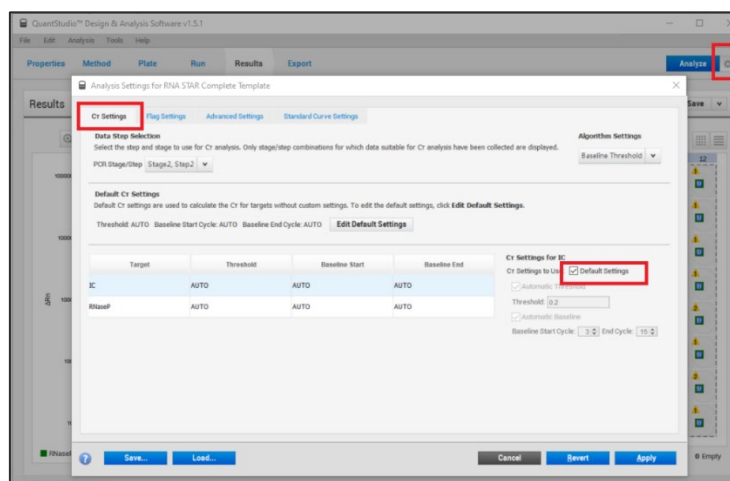 QuantStudio™ Design & Analysis Software v1.5.1
File Edit Analysis Tools Help
Properties Method Plate Run Results Export Analyze
Analysis Settings for RNA STAR Complete Template
Results Save
CT Settings Flag Settings Advanced Settings Standard Curve Settings
Data Step Selection Algorithm Settings
Select the step and stage to use for CT analysis. Only stage/step combinations for which data suitable for CT analysis have been collected are displayed.
Baseline Threshold
PCR Stage/Step Stage2, Step2
12
Default CT Settings
Default CT settings are used to calculate the CT for targets without custom settings. To edit the default settings, click Edit Default Settings.
Threshold: AUTO Baseline Start Cycle: AUTO Baseline End Cycle: AUTO Edit Default Settings
CT Settings for IC
Target Threshold Baseline Start Baseline End
CT Settings to Use Default Settings
IC AUTO AUTO AUTO
Automatic Threshold
RNaseP AUTO AUTO AUTO
Threshold: 0.2
Automatic Baseline
Baseline Start Cycle: 3 End Cycle: 15
ΔRn
RNaseP
? Save... Load... Cancel Revert Apply
0 Empty